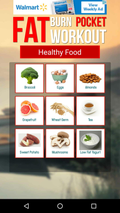 Walmart
View
Weekly Ad
FAT BURN POCKET
WORKOUT
Healthy Food
Broccoli
Eggs
Almonds
Grapefruit
Wheat Germ
Tea
Sweet Potato
Mushrooms
Low Fat Yogurt